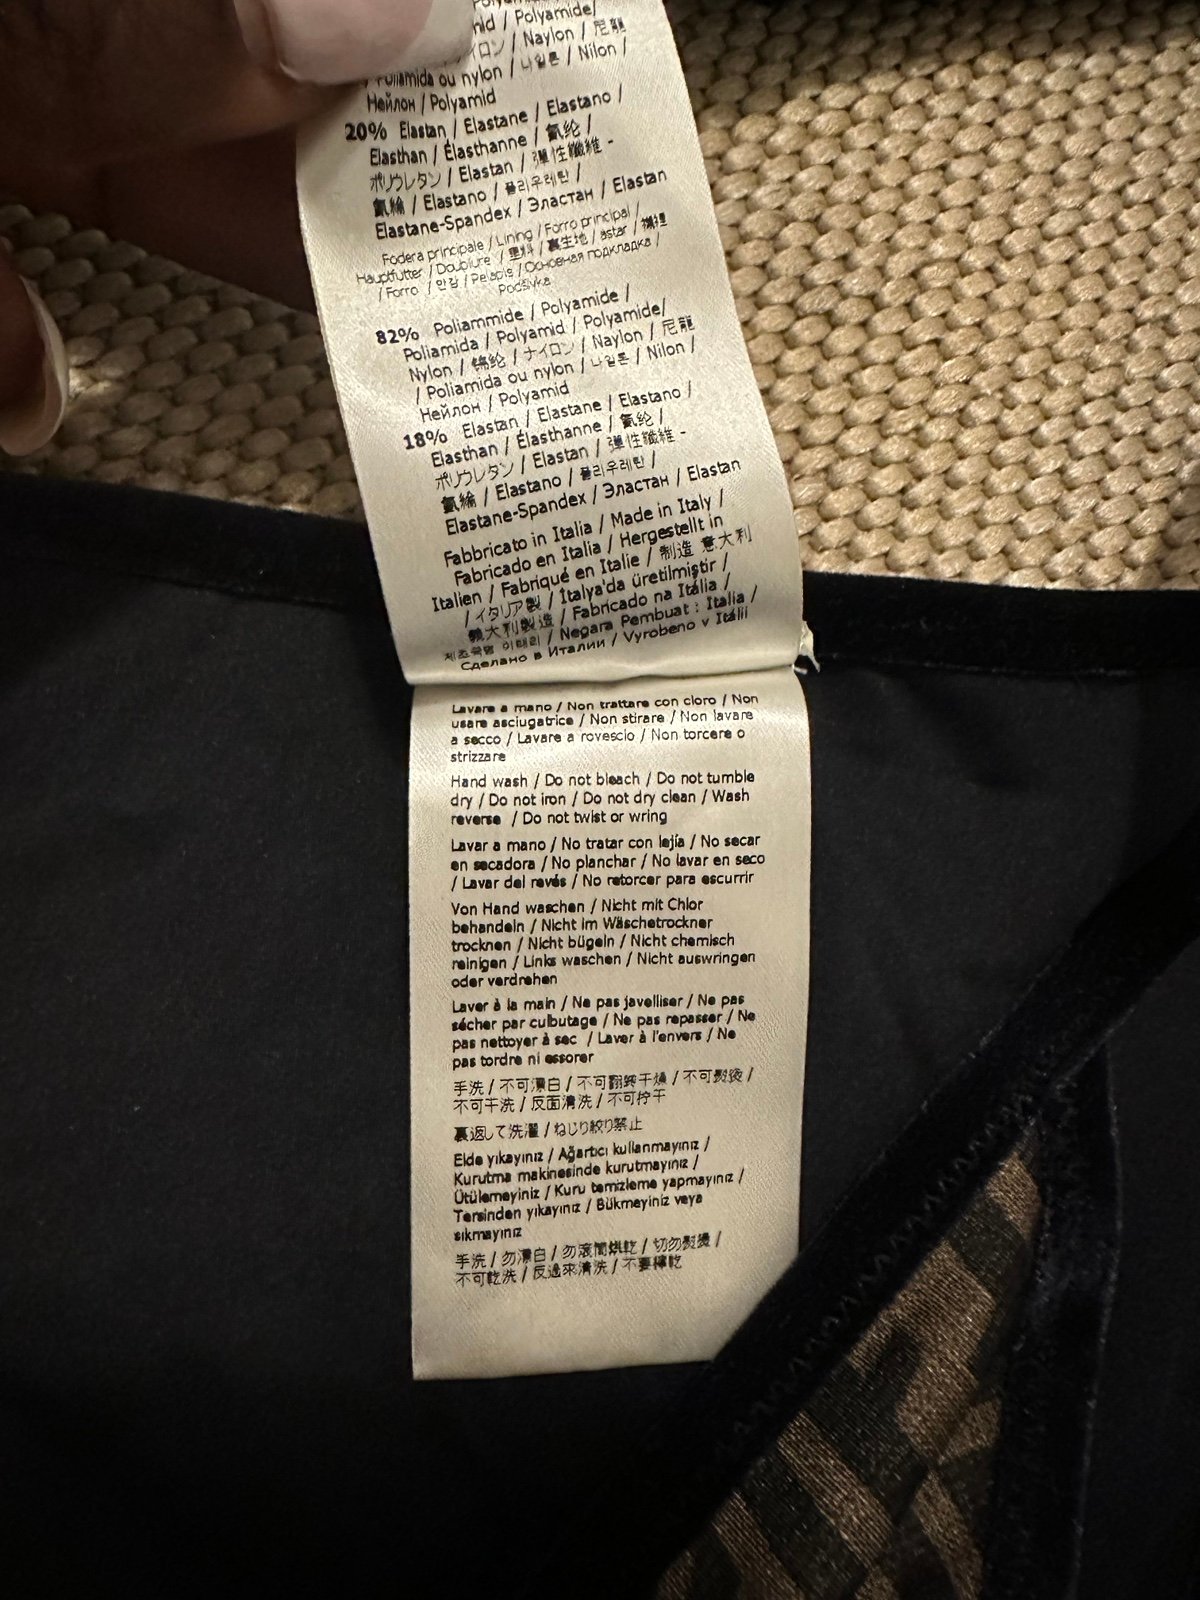 / Polyamide/
/ Naylon / 尼龍
/ Poliamida ou nylon / 나일론 / Nilon /
Нейлон / Polyamid
20% Elastan / Elastane / Elastano /
Elasthan / Élasthanne / 氨纶 /
ポリウレタン / Elastan / 彈性纖維 -
氨綸 / Elastano / 폴리우레탄 /
Elastane-Spandex / Эластан / Elastan
Fodera principale / Lining / Forro principal /
Hauptfutter / Doublure / 里料 / 裏生地 / astar / 襯裡
/ Forro / 안감 / Pelapis / Основная подкладка /
Podšívka
82% Poliammide / Polyamide /
Poliamida / Polyamid / Polyamide/
Nylon / 锦纶 / ナイロン / Naylon / 尼龍
/ Poliamida ou nylon / 나일론 / Nilon /
Нейлон / Polyamid
18% Elastan / Elastane / Elastano /
Elasthan / Élasthanne / 氨纶 /
ポリウレタン / Elastan / 彈性纖維 -
氨綸 / Elastano / 폴리우레탄 /
Elastane-Spandex / Эластан / Elastan
Fabbricato in Italia / Made in Italy /
Fabricado en Italia / Hergestellt in
Italien / Fabriqué en Italie / 制造 意大利
/ イタリア製 / İtalya'da üretilmiştir /
義大利製造 / Fabricado na Itália /
제조국명 이태리 / Negara Pembuat : Italia /
Сделано в Италии / Vyrobeno v Itálii
Lavare a mano / Non trattare con cloro / Non
usare asciugatrice / Non stirare / Non lavare
a secco / Lavare a rovescio / Non torcere o
strizzare
Hand wash / Do not bleach / Do not tumble
dry / Do not iron / Do not dry clean / Wash
reverse / Do not twist or wring
Lavar a mano / No tratar con lejía / No secar
en secadora / No planchar / No lavar en seco
/ Lavar del revés / No retorcer para escurrir
Von Hand waschen / Nicht mit Chlor
behandeln / Nicht im Wäschetrockner
trocknen / Nicht bügeln / Nicht chemisch
reinigen / Links waschen / Nicht auswringen
oder verdrehen
Laver à la main / Ne pas javelliser / Ne pas
sécher par culbutage / Ne pas repasser / Ne
pas nettoyer à sec / Laver à l'envers / Ne
pas tordre ni essorer
手洗 / 不可漂白 / 不可翻转干燥 / 不可熨烫 /
不可干洗 / 反面清洗 / 不可拧干
裏返して洗濯 / ねじり絞り禁止
Elde yıkayınız / Ağartıcı kullanmayınız /
Kurutma makinesinde kurutmayınız /
Ütülemeyiniz / Kuru temizleme yapmayınız /
Tersinden yıkayınız / Bükmeyiniz veya
sıkmayınız
手洗 / 勿漂白 / 勿滾筒烘乾 / 切勿熨燙 /
不可乾洗 / 反過來清洗 / 不要擰乾